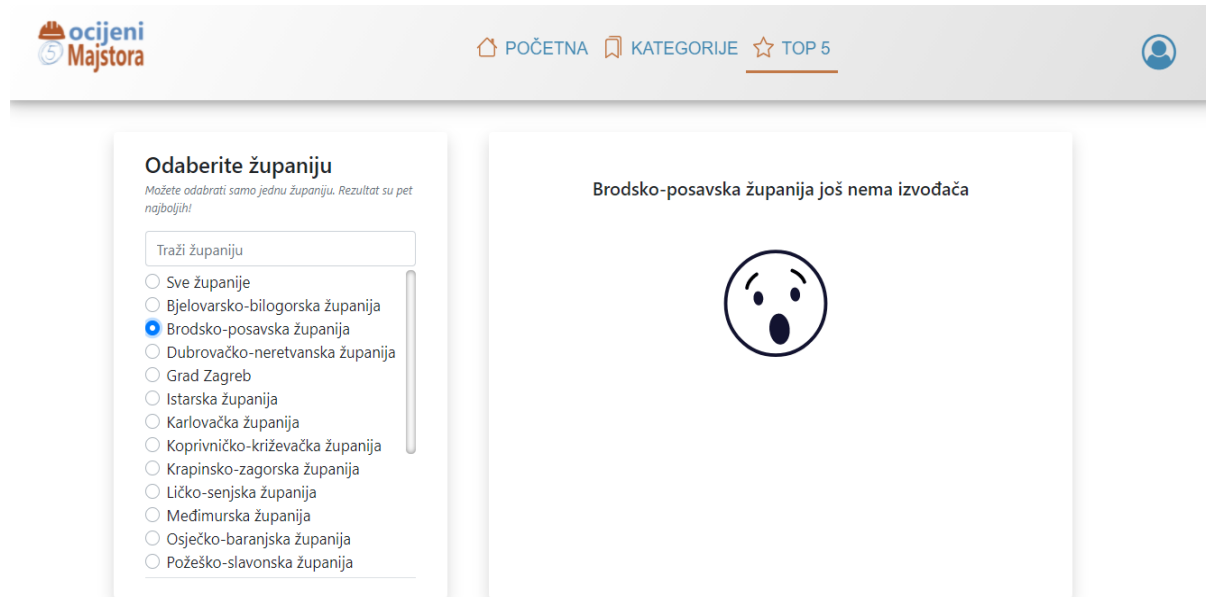 ocijeni
5 Majstora
POČETNA KATEGORIJE TOP 5
Odaberite županiju
Možete odabrati samo jednu županiju. Rezultat su pet
najboljih!
Traži županiju
Sve županije
Bjelovarsko-bilogorska županija
Brodsko-posavska županija
Dubrovačko-neretvanska županija
Grad Zagreb
Istarska županija
Karlovačka županija
Koprivničko-križevačka županija
Krapinsko-zagorska županija
Ličko-senjska županija
Međimurska županija
Osječko-baranjska županija
Požeško-slavonska županija
Brodsko-posavska županija još nema izvođača